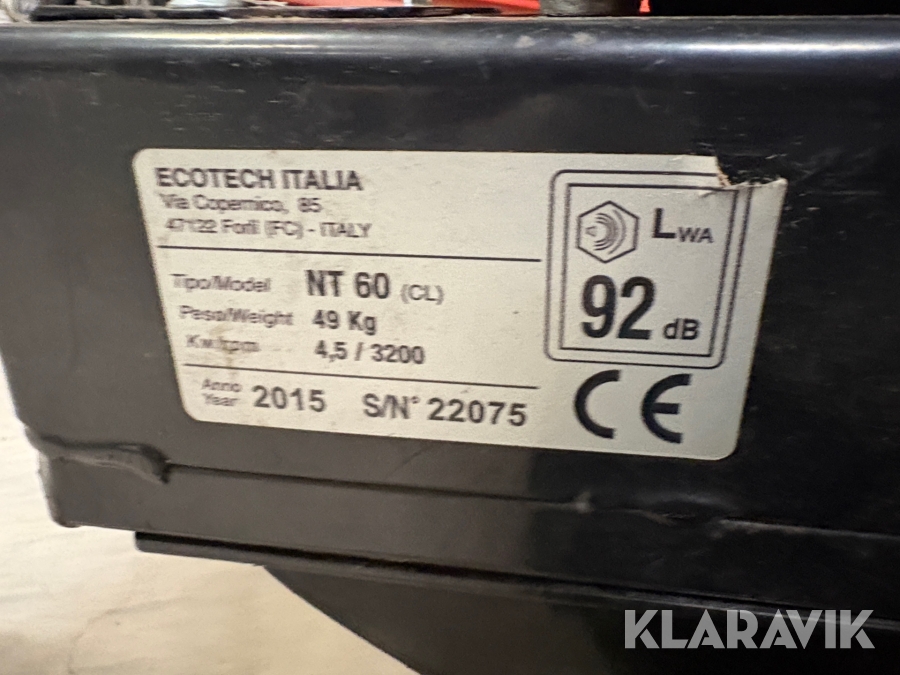 ECOTECH ITALIA
Via Copernico, 85
47122 Forlì (FC) - ITALY
Tipo/Model NT 60 (CL)
Peso/Weight 49 Kg
Kw/rpm 4,5 / 3200
Anno
Year 2015 S/N° 22075
LWA
92 dB
CE
KLARAVIK